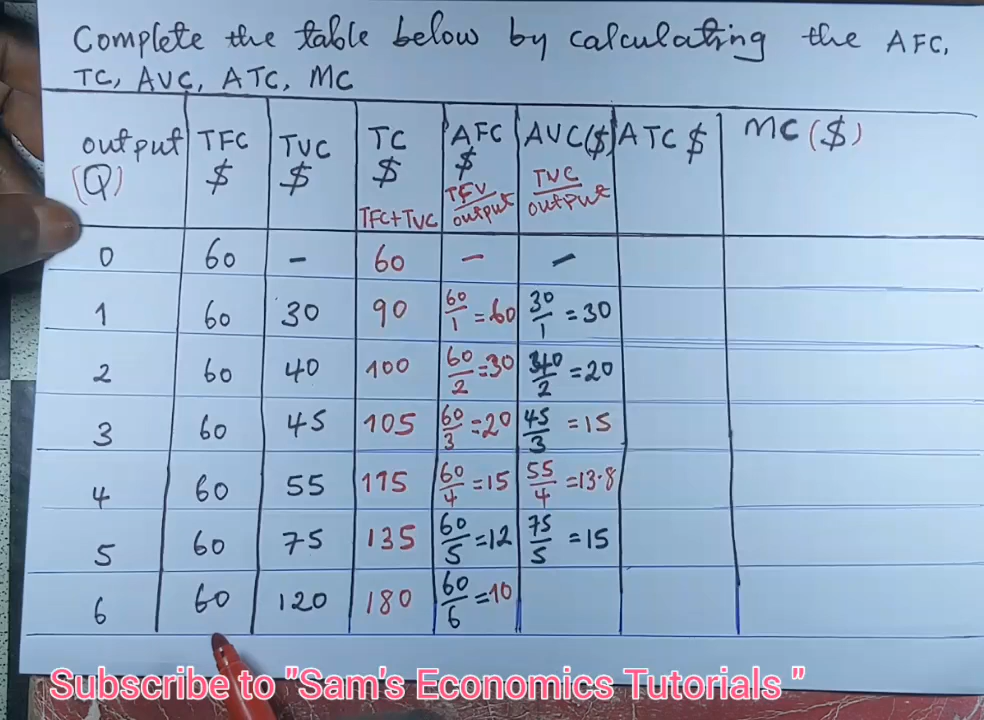 Complete the table below by calculating the AFC,
TC, AVC, ATC, MC
output (Q) TFC $ TVC $ TC $ TFC+TVC AFC $ TFV/output AVC($) TVC/output ATC $ MC ($)
0 60 - 60 - -
1 60 30 90 60/1 = 60 30/1 = 30
2 60 40 100 60/2 = 30 40/2 = 20
3 60 45 105 60/3 = 20 45/3 = 15
4 60 55 115 60/4 = 15 55/4 = 13.8
5 60 75 135 60/5 = 12 75/5 = 15
6 60 120 180 60/6 = 10
Subscribe to "Sam's Economics Tutorials "